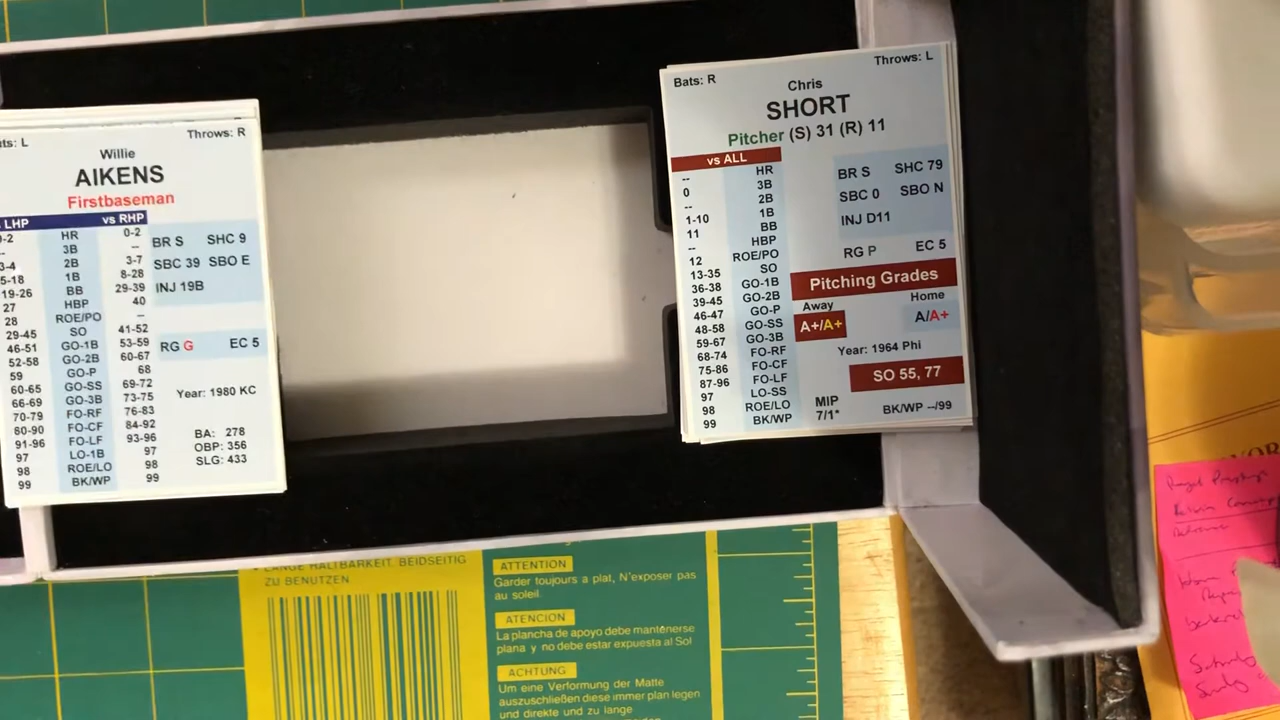 ts: L Throws: R
Willie
AIKENS
Firstbaseman
LHP vs RHP
-2 HR 0-2
-- 3B --
3-4 2B 3-7
5-18 1B 8-28
19-26 BB 29-39
27 HBP 40
28 ROE/PO --
29-45 SO 41-52
46-51 GO-1B 53-59
52-58 GO-2B 60-67
59 GO-P 68
60-65 GO-SS 69-72
66-69 GO-3B 73-75
70-79 FO-RF 76-83
80-90 FO-CF 84-92
91-96 FO-LF 93-96
97 LO-1B 97
98 ROE/LO 98
99 BK/WP 99
BR S SHC 9
SBC 39 SBO E
INJ 19B
RG G EC 5
Year: 1980 KC
BA: 278
OBP: 356
SLG: 433
Bats: R Throws: L
Chris
SHORT
Pitcher (S) 31 (R) 11
vs ALL
-- HR
0 3B
-- 2B
1-10 1B
11 BB
-- HBP
12 ROE/PO
13-35 SO
36-38 GO-1B
39-45 GO-2B
46-47 GO-P
48-58 GO-SS
59-67 GO-3B
68-74 FO-RF
75-86 FO-CF
87-96 FO-LF
97 LO-SS
98 ROE/LO
99 BK/WP
BR S SHC 79
SBC 0 SBO N
INJ D11
RG P EC 5
Pitching Grades
Away Home
A+/A+ A/A+
Year: 1964 Phi
SO 55, 77
MIP
7/1* BK/WP --/99
LANGE HALTBARKEIT. BEIDSEITIG
ZU BENUTZEN
ATTENTION
Garder toujours a plat, N'exposer pas
au soleil.
ATENCION
La plancha de apoyo debe mantenerse
plana y no debe estar expuesta al Sol
ACHTUNG
Um eine Verformung der Matte
auszuschließen diese immer plan legen
und direkte und zu lange